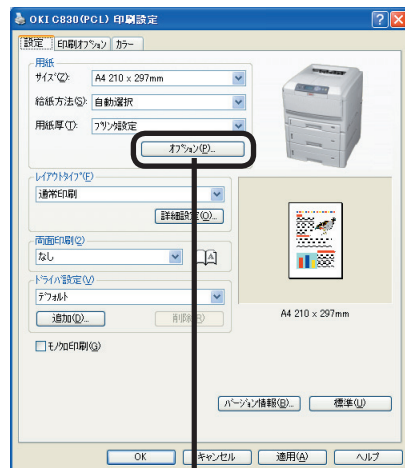 OKI C830(PCL) 印刷設定
設定 印刷ｵﾌﾟｼｮﾝ ｶﾗｰ
用紙
ｻｲｽﾞ(Z): A4 210 x 297mm
給紙方法(S): 自動選択
用紙厚(T): ﾌﾟﾘﾝﾀ設定
ｵﾌﾟｼｮﾝ(P)...
ﾚｲｱｳﾄﾀｲﾌﾟ(F)
通常印刷
詳細設定(O)...
両面印刷(2)
なし
A
ﾄﾞﾗｲﾊﾞ設定(V)
ﾃﾞﾌｫﾙﾄ
追加(D)...
削除(R)
A4 210 x 297mm
ﾓﾉｸﾛ印刷(G)
ﾊﾞｰｼﾞｮﾝ情報(B)...
標準(U)
OK
キャンセル
適用(A)
ヘルプ